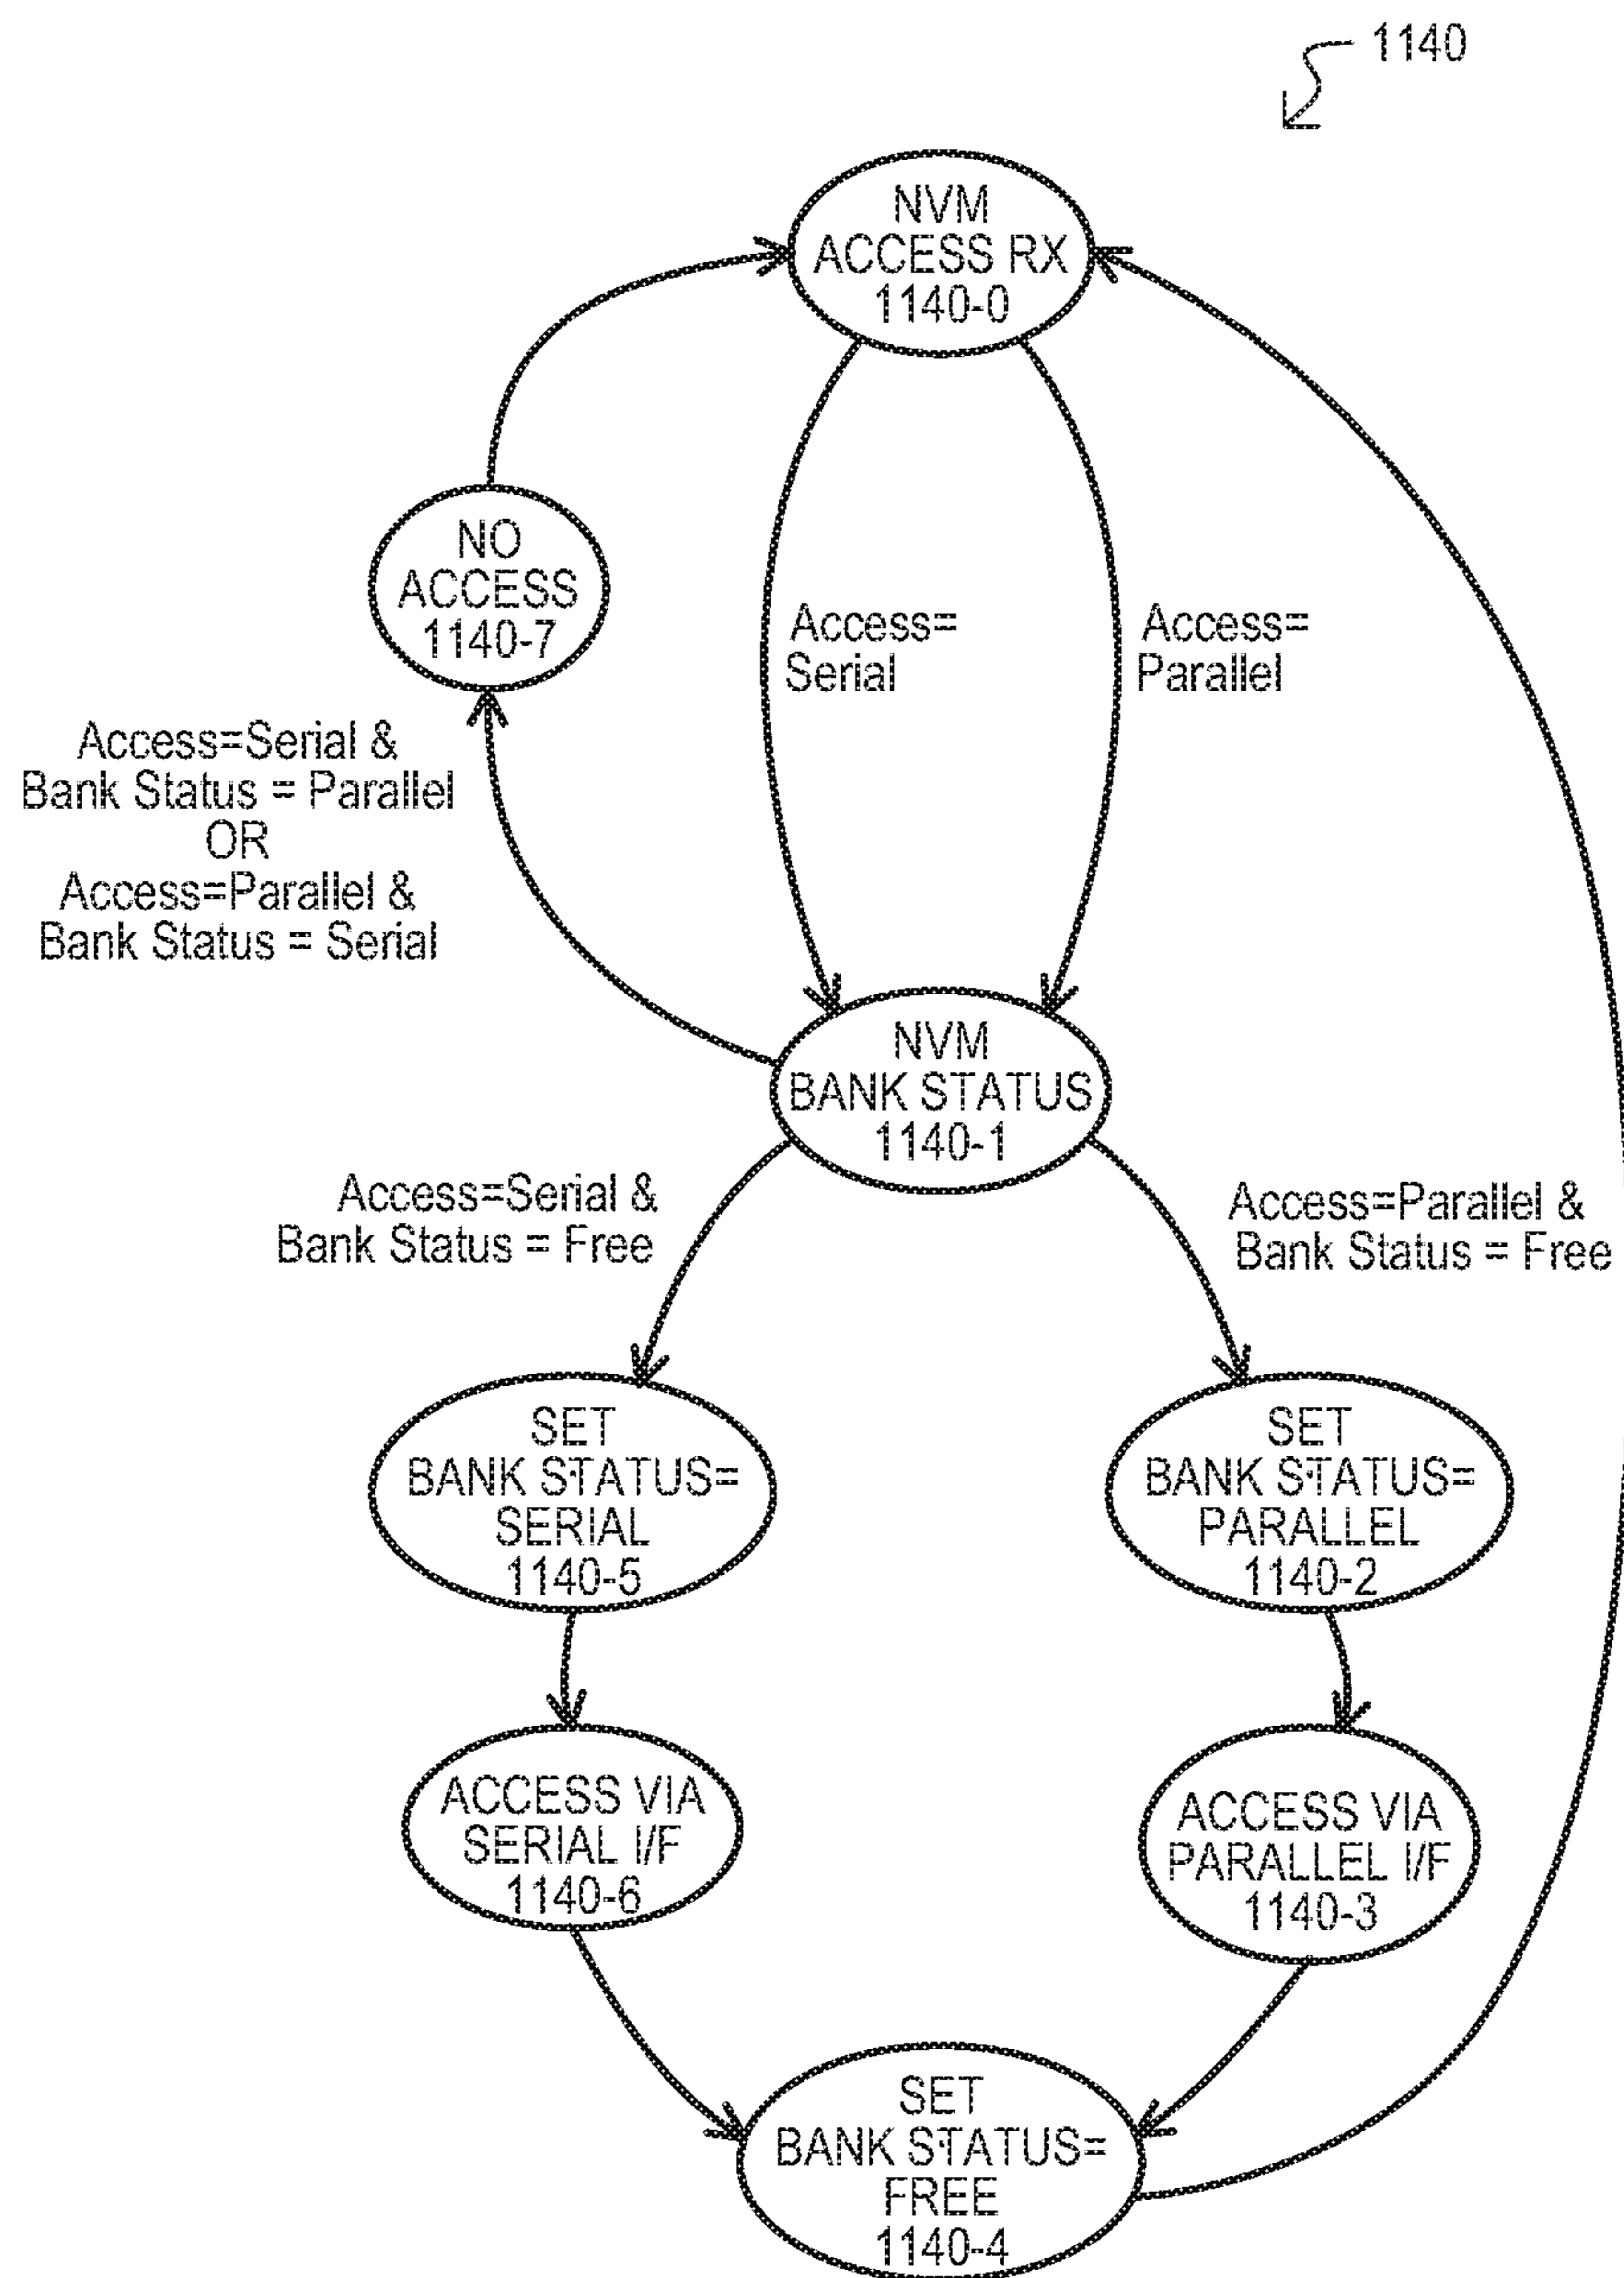 1140
NVM
ACCESS RX
1140-0
NO
ACCESS
1140-7
Access=
Serial
Access=
Parallel
Access=Serial &
Bank Status = Parallel
OR
Access=Parallel &
Bank Status = Serial
NVM
BANK STATUS
1140-1
Access=Serial &
Bank Status = Free
Access=Parallel &
Bank Status = Free
SET
BANK STATUS=
SERIAL
1140-5
SET
BANK STATUS=
PARALLEL
1140-2
ACCESS VIA
SERIAL I/F
1140-6
ACCESS VIA
PARALLEL I/F
1140-3
SET
BANK STATUS=
FREE
1140-4